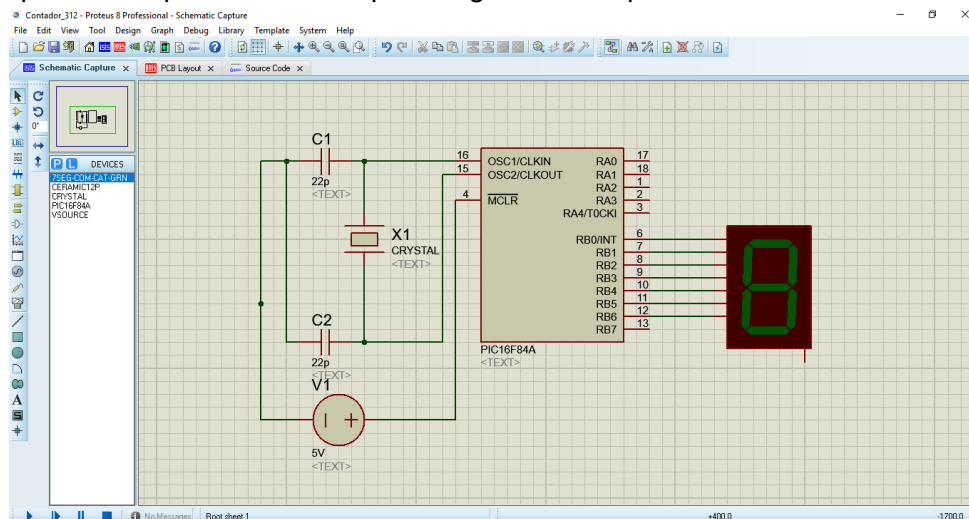 Contador_312 - Proteus 8 Professional - Schematic Capture
File Edit View Tool Design Graph Debug Library Template System Help
Schematic Capture x PCB Layout x Source Code x
0°
P L DEVICES
7SEG-COM-CAT-GRN
CERAMIC12P
CRYSTAL
PIC16F84A
VSOURCE
LBL
A
S
C1
22p
<TEXT>
X1
CRYSTAL
<TEXT>
C2
22p
<TEXT>
V1
5V
<TEXT>
16 OSC1/CLKIN RA0 17
15 OSC2/CLKOUT RA1 18
RA2 1
4 MCLR RA3 2
RA4/T0CKI 3
RB0/INT 6
RB1 7
RB2 8
RB3 9
RB4 10
RB5 11
RB6 12
RB7 13
PIC16F84A
<TEXT>
No Messages Root sheet 1 +400.0 -1700.0